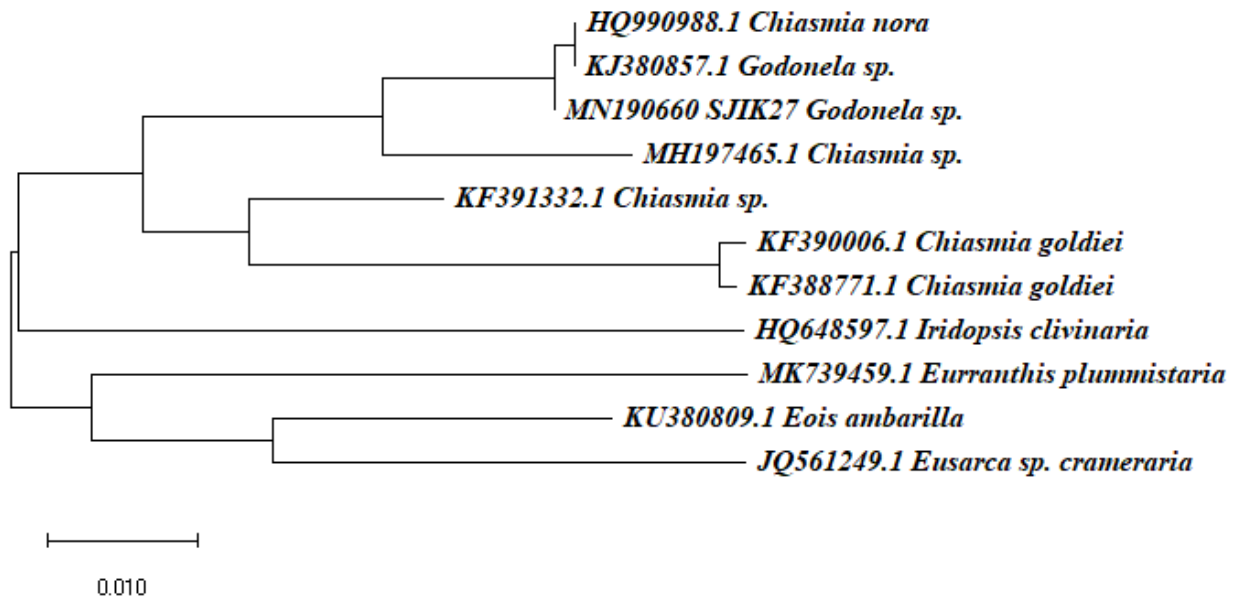 HQ990988.1 Chiasmia nora
KJ380857.1 Godonela sp.
MN190660 SJIK27 Godonela sp.
MH197465.1 Chiasmia sp.
KF391332.1 Chiasmia sp.
KF390006.1 Chiasmia goldiei
KF388771.1 Chiasmia goldiei
HQ648597.1 Iridopsis clivinaria
MK739459.1 Eurranthis plummistaria
KU380809.1 Eois ambarilla
JQ561249.1 Eusarca sp. crameraria
0.010